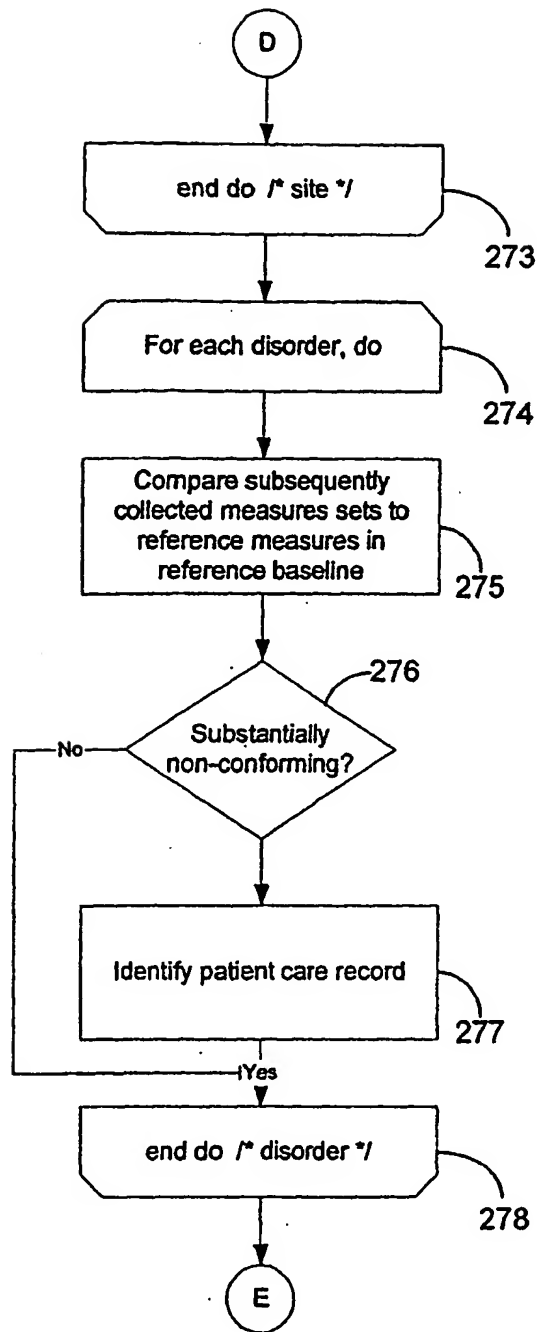 D
end do /* site */
273
For each disorder, do
274
Compare subsequently
collected measures sets to
reference measures in
reference baseline
275
276
Substantially
non-conforming?
No
Identify patient care record
277
Yes
end do /* disorder */
278
E